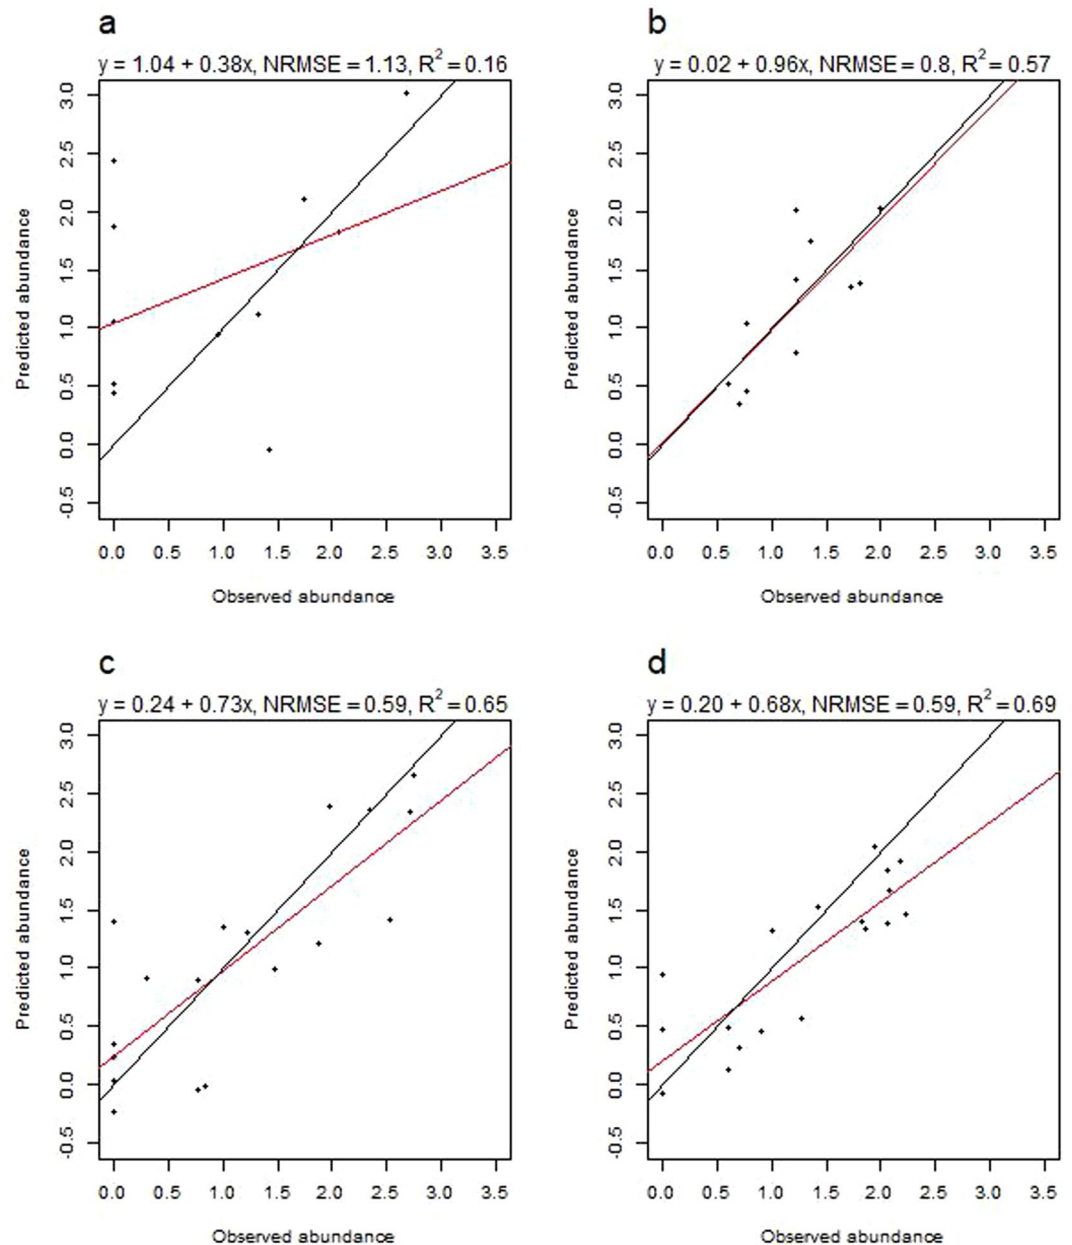 a
y = 1.04 + 0.38x, NRMSE = 1.13, R² = 0.16
3.0
2.5
2.0
1.5
1.0
0.5
0.0
-0.5
Predicted abundance
0.0 0.5 1.0 1.5 2.0 2.5 3.0 3.5
Observed abundance
b
y = 0.02 + 0.96x, NRMSE = 0.8, R² = 0.57
3.0
2.5
2.0
1.5
1.0
0.5
0.0
-0.5
Predicted abundance
0.0 0.5 1.0 1.5 2.0 2.5 3.0 3.5
Observed abundance
c
y = 0.24 + 0.73x, NRMSE = 0.59, R² = 0.65
3.0
2.5
2.0
1.5
1.0
0.5
0.0
-0.5
Predicted abundance
0.0 0.5 1.0 1.5 2.0 2.5 3.0 3.5
Observed abundance
d
y = 0.20 + 0.68x, NRMSE = 0.59, R² = 0.69
3.0
2.5
2.0
1.5
1.0
0.5
0.0
-0.5
Predicted abundance
0.0 0.5 1.0 1.5 2.0 2.5 3.0 3.5
Observed abundance